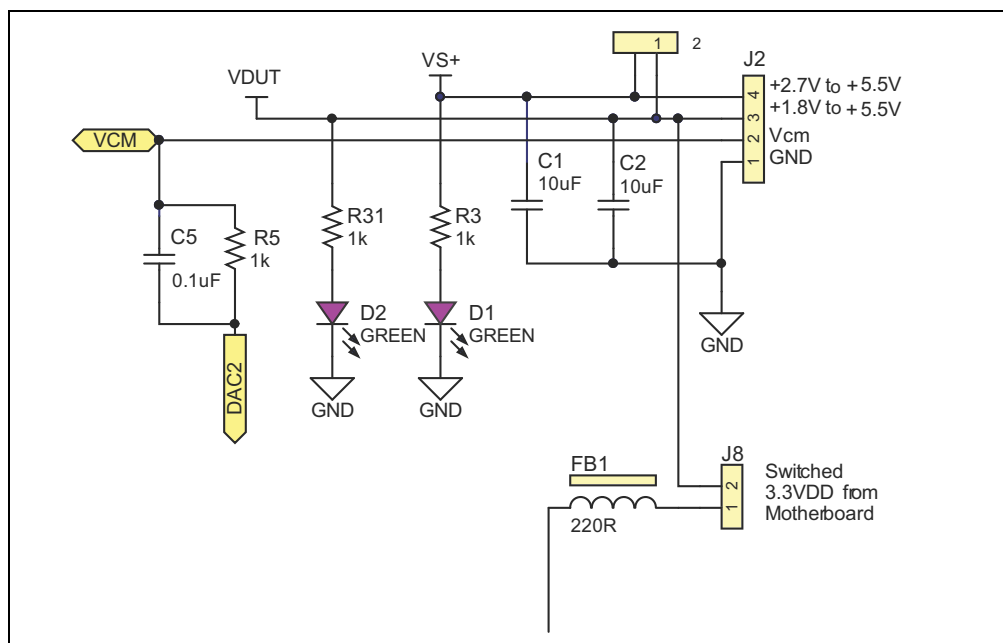 1 2
J2
VS+
VDUT
4 +2.7V to +5.5V
3 +1.8V to +5.5V
2 Vcm
1 GND
VCM
C1
10uF
C2
10uF
R31
1k
R3
1k
C5
0.1uF
R5
1k
D2
GREEN
D1
GREEN
GND
DAC2
GND
GND
J8
FB1
220R
2
1
Switched
3.3VDD from
Motherboard